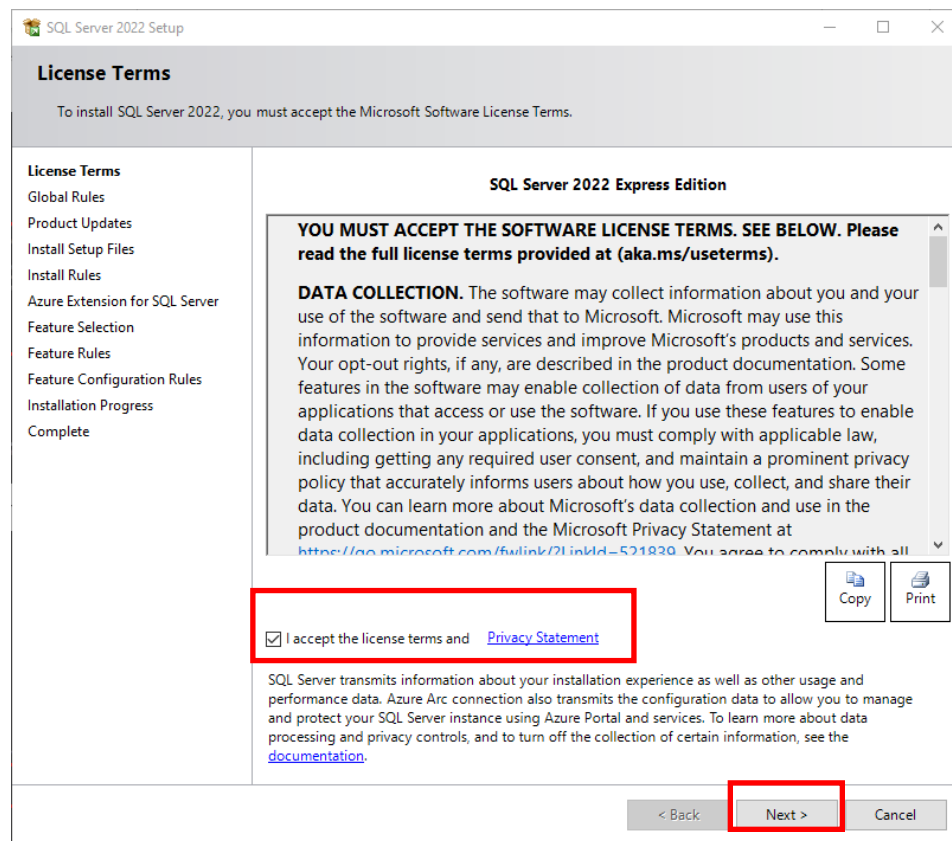 SQL Server 2022 Setup
License Terms
To install SQL Server 2022, you must accept the Microsoft Software License Terms.
License Terms
Global Rules
Product Updates
Install Setup Files
Install Rules
Azure Extension for SQL Server
Feature Selection
Feature Rules
Feature Configuration Rules
Installation Progress
Complete
SQL Server 2022 Express Edition
YOU MUST ACCEPT THE SOFTWARE LICENSE TERMS. SEE BELOW. Please
read the full license terms provided at (aka.ms/useterms).
DATA COLLECTION. The software may collect information about you and your
use of the software and send that to Microsoft. Microsoft may use this
information to provide services and improve Microsoft's products and services.
Your opt-out rights, if any, are described in the product documentation. Some
features in the software may enable collection of data from users of your
applications that access or use the software. If you use these features to enable
data collection in your applications, you must comply with applicable law,
including getting any required user consent, and maintain a prominent privacy
policy that accurately informs users about how you use, collect, and share their
data. You can learn more about Microsoft's data collection and use in the
product documentation and the Microsoft Privacy Statement at
https://go.microsoft.com/fwlink/?LinkId=521839. You agree to comply with all
Copy
Print
I accept the license terms and Privacy Statement
SQL Server transmits information about your installation experience as well as other usage and
performance data. Azure Arc connection also transmits the configuration data to allow you to manage
and protect your SQL Server instance using Azure Portal and services. To learn more about data
processing and privacy controls, and to turn off the collection of certain information, see the
documentation.
< Back
Next >
Cancel